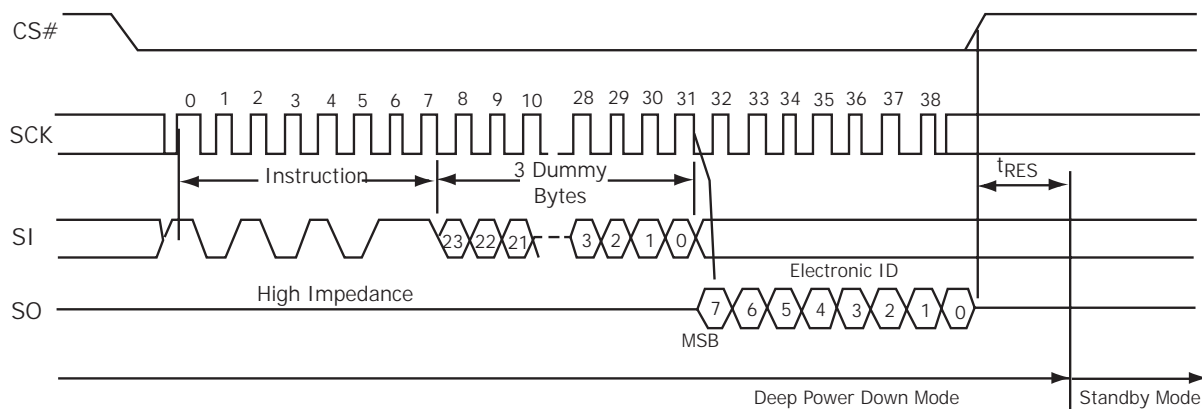 CS#
0 1 2 3 4 5 6 7 8 9 10 28 29 30 31 32 33 34 35 36 37 38
SCK
Instruction
3 Dummy
Bytes
tRES
SI
23 22 21 3 2 1 0
Electronic ID
High Impedance
SO
7 6 5 4 3 2 1 0
MSB
Deep Power Down Mode
Standby Mode